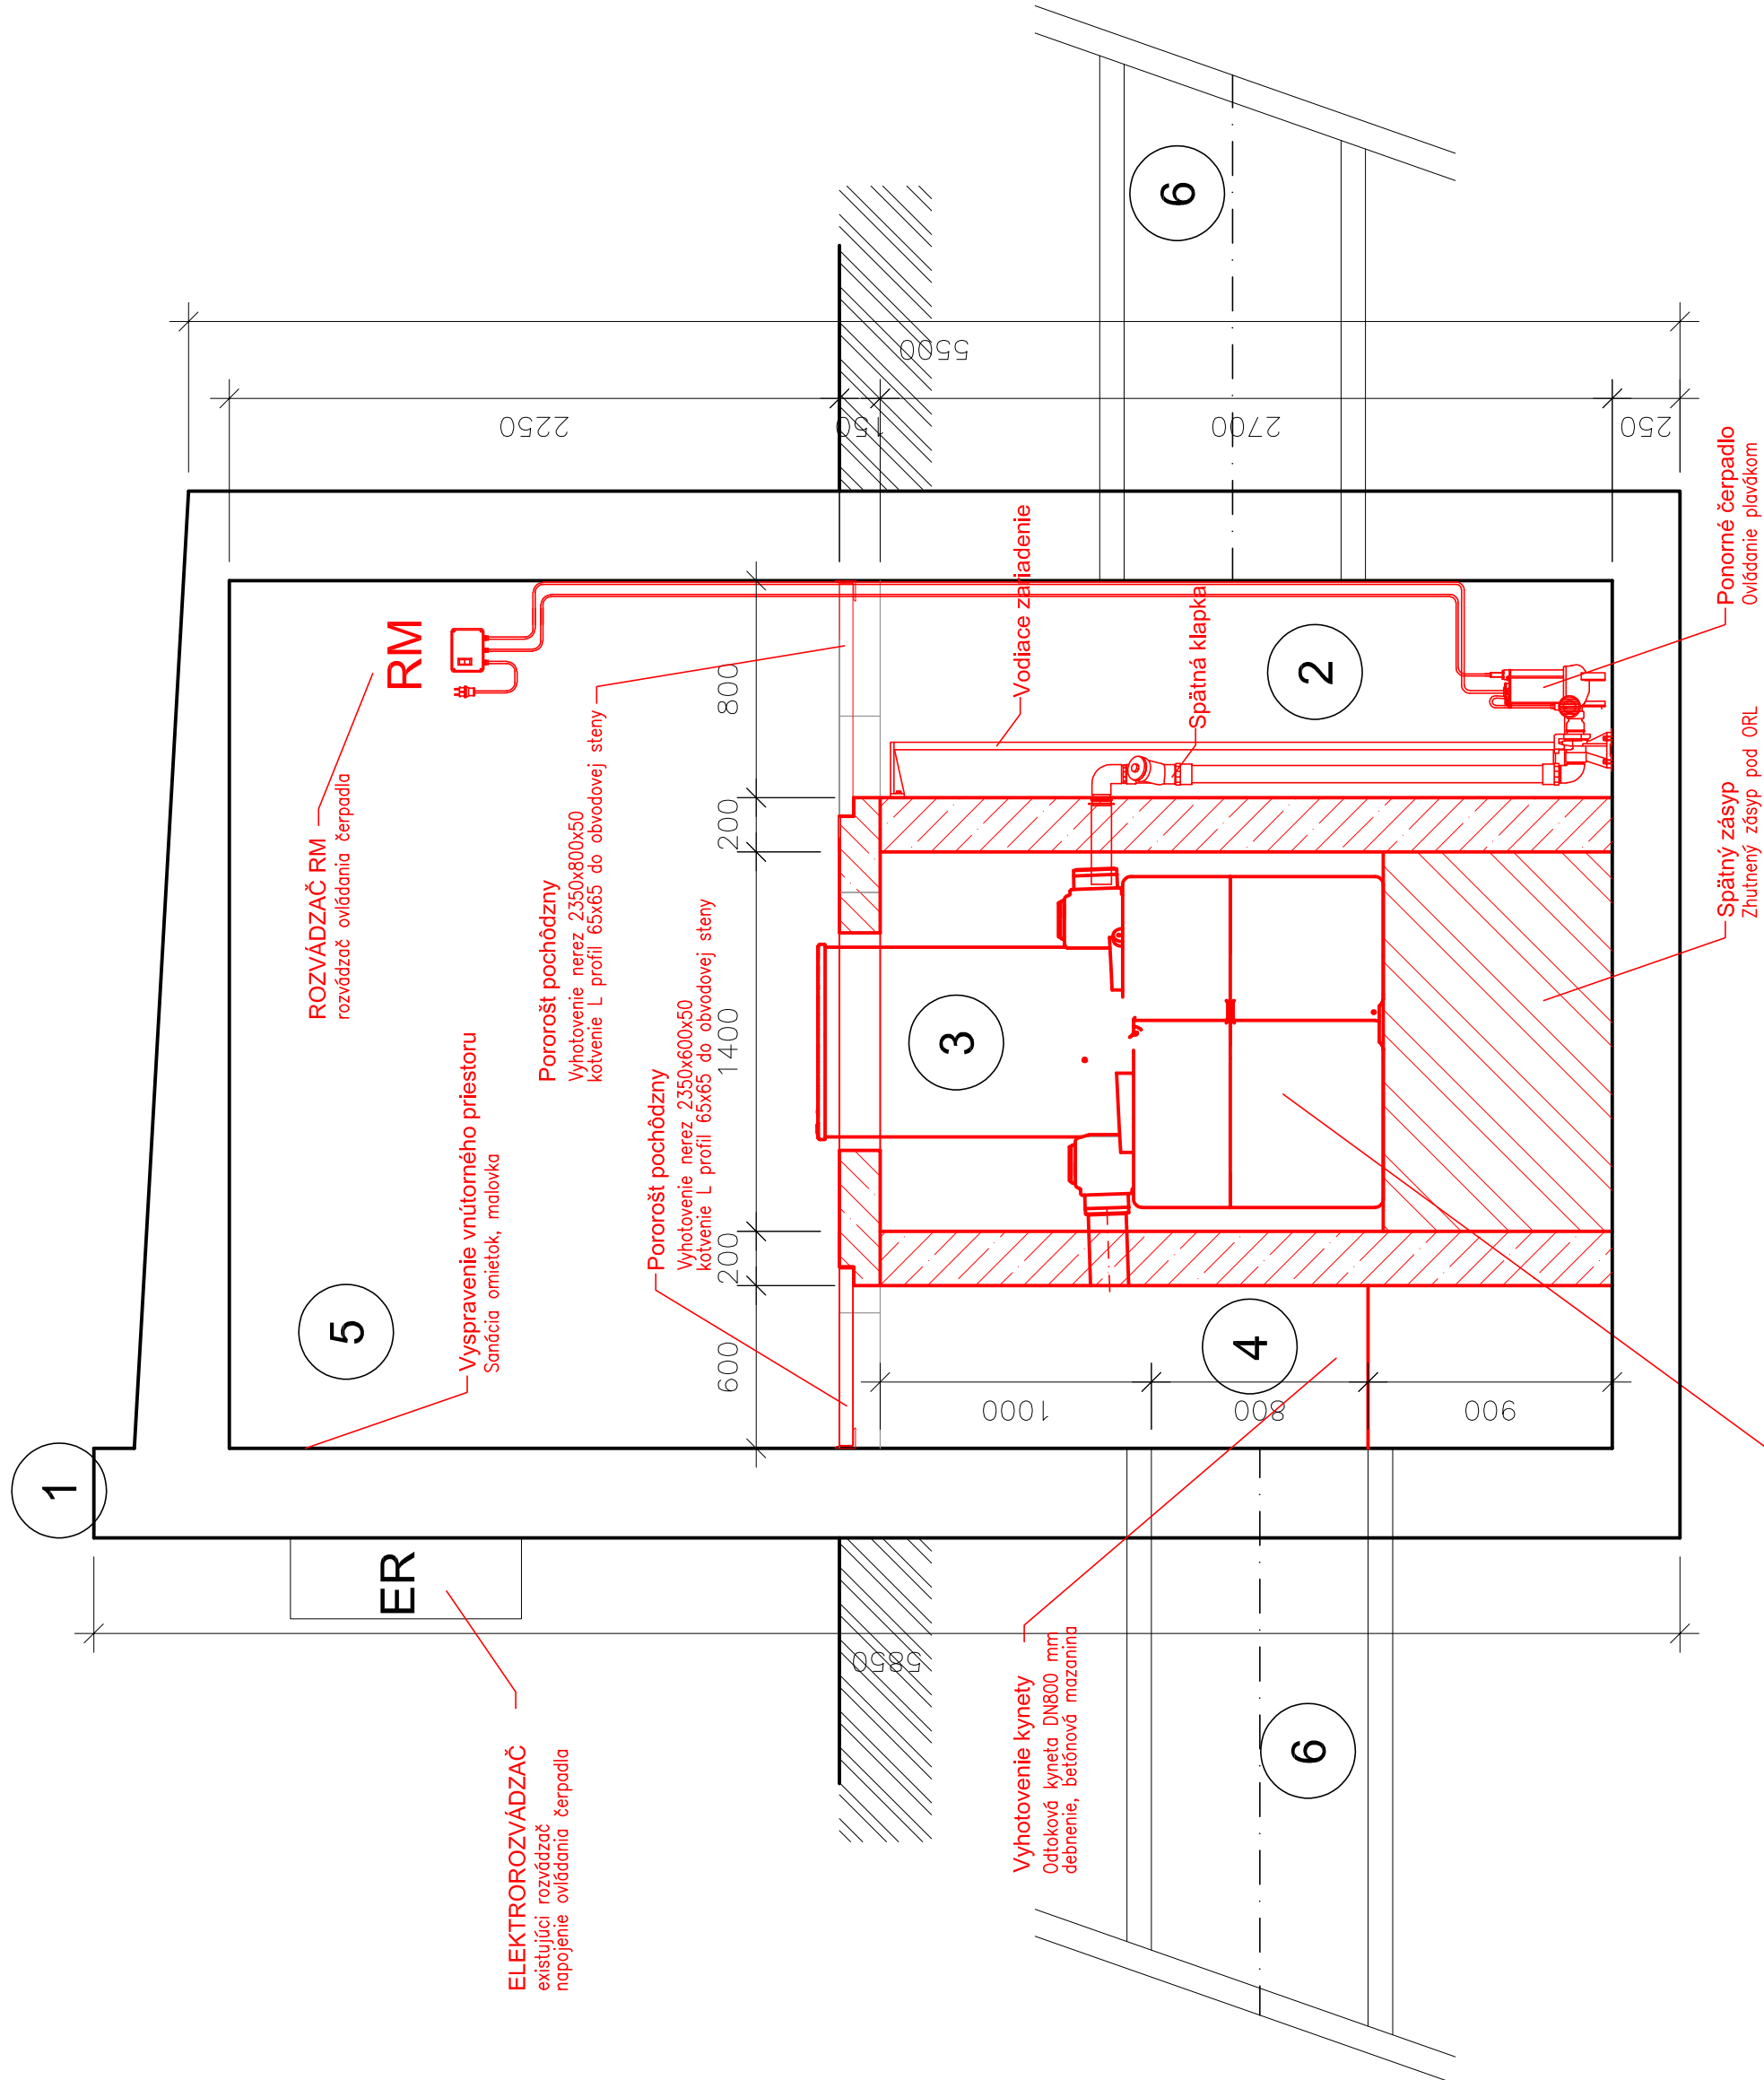 1
5
RM
ER
ROZVÁDZAČ RM
rozvádzač ovládania čerpadla
Vyspravenie vnútorného priestoru
Sanácia omietok, malovka
ELEKTROROZVÁDZAČ
existujúci rozvádzač
napojenie ovládania čerpadla
Pororošt pochôdzny
Vyhotovenie nerez 2350x800x50
kotvenie L profil 65x65 do obvodovej steny
Pororošt pochôdzny
Vyhotovenie nerez 2350x600x50
kotvenie L profil 65x65 do obvodovej steny
600
200
1400
200
800
5850
5500
2250
150
2700
250
3
Vodiace zariadenie
Spätná klapka
6
2
4
6
1000
800
900
Vyhotovenie kynety
Odtoková kyneta DN800 mm
debnenie, betónová mazanina
Spätný zásyp
Zhutnený zásyp pod ORL
Ponorné čerpadlo
Ovládanie plavákom